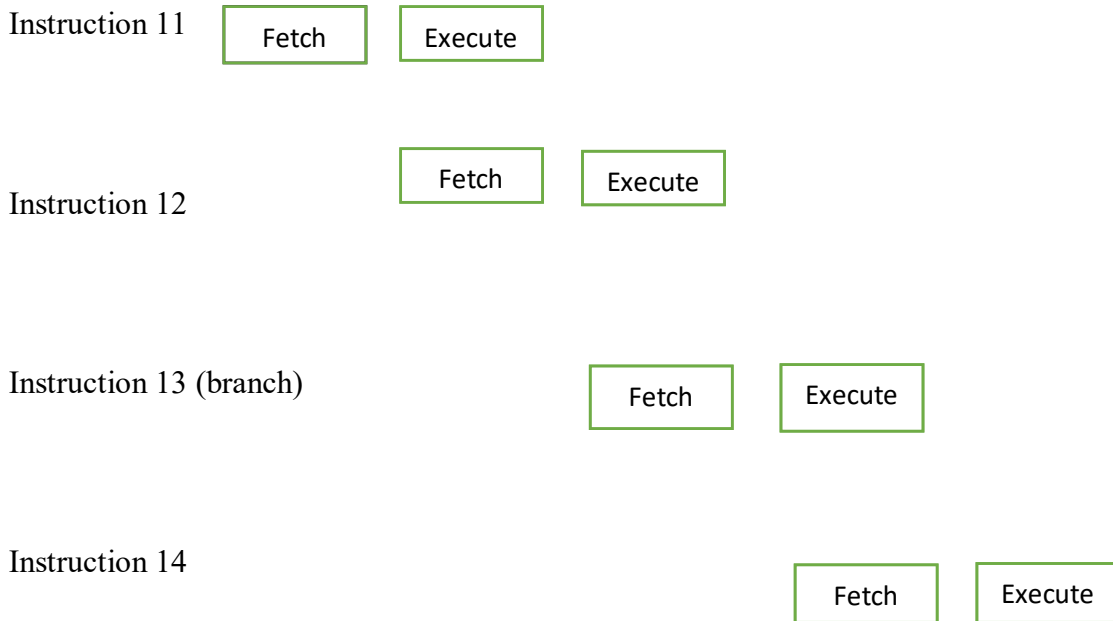 Instruction 11 Fetch Execute
Instruction 12 Fetch Execute
Instruction 13 (branch) Fetch Execute
Instruction 14 Fetch Execute